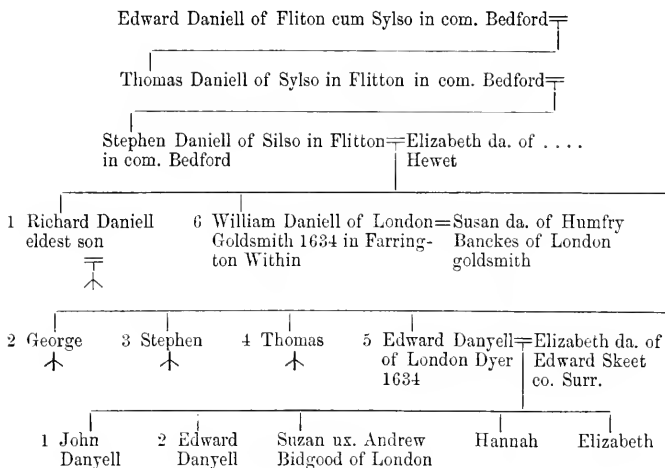 Edward Daniell of Fliton cum Sylso in com. Bedford
Thomas Daniell of Sylso in Flitton in com. Bedford
Stephen Daniell of Silso in Flitton
in com. Bedford
Elizabeth da. of . . . .
Hewet
1 Richard Daniell
eldest son
6 William Daniell of London
Goldsmith 1634 in Farring-
ton Within
Susan da. of Humfry
Banckes of London
goldsmith
2 George
3 Stephen
4 Thomas
5 Edward Danyell
of London Dyer
1634
Elizabeth da. of
Edward Skeet
co. Surr.
1 John
Danyell
2 Edward
Danyell
Suzan ux. Andrew
Bidgood of London
Hannah
Elizabeth